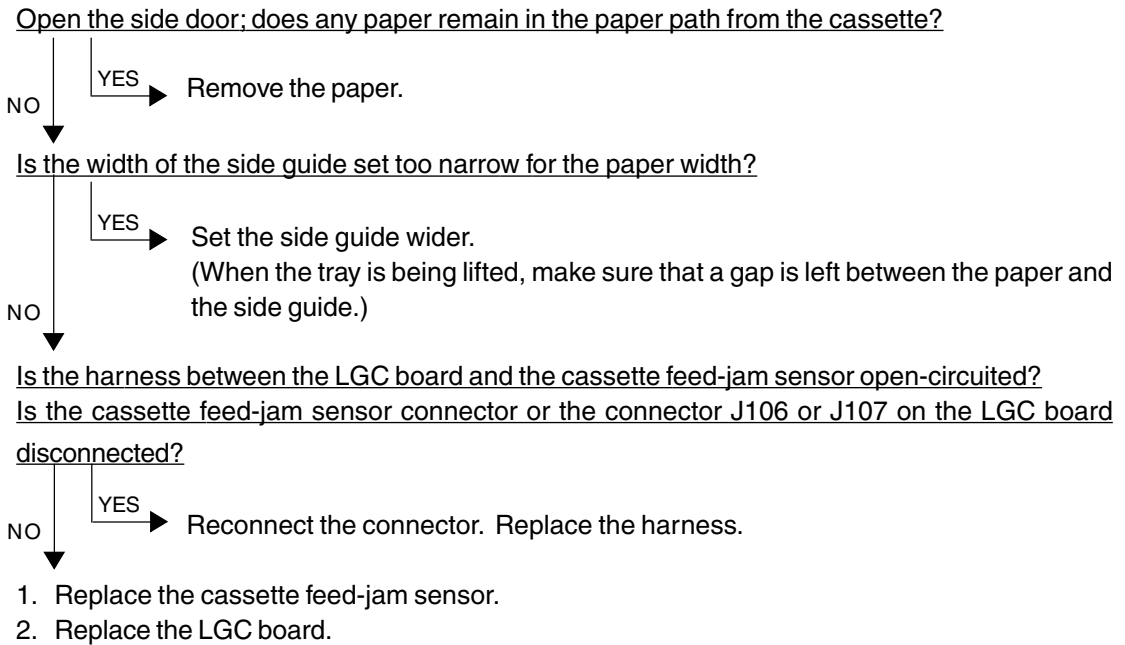 Open the side door; does any paper remain in the paper path from the cassette?
YES
Remove the paper.
NO
Is the width of the side guide set too narrow for the paper width?
YES
Set the side guide wider.
(When the tray is being lifted, make sure that a gap is left between the paper and
the side guide.)
NO
Is the harness between the LGC board and the cassette feed-jam sensor open-circuited?
Is the cassette feed-jam sensor connector or the connector J106 or J107 on the LGC board
disconnected?
YES
Reconnect the connector. Replace the harness.
NO
1. Replace the cassette feed-jam sensor.
2. Replace the LGC board.